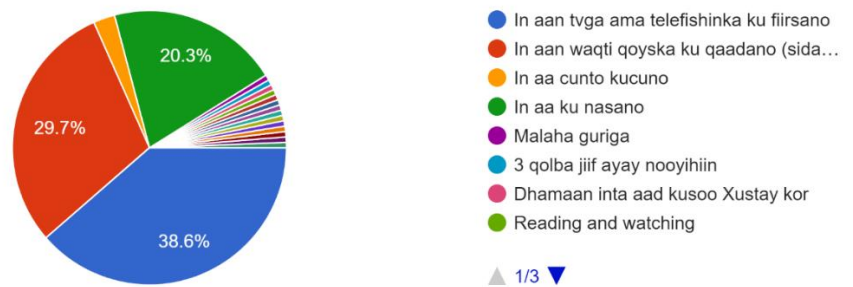 20.3%
29.7%
38.6%
In aan tvga ama telefishinka ku fiirsano
In aan waqti qoyska ku qaadano (sida…
In aa cunto kucuno
In aa ku nasano
Malaha guriga
3 qolba jiif ayay nooyihiin
Dhamaan inta aad kusoo Xustay kor
Reading and watching
1/3